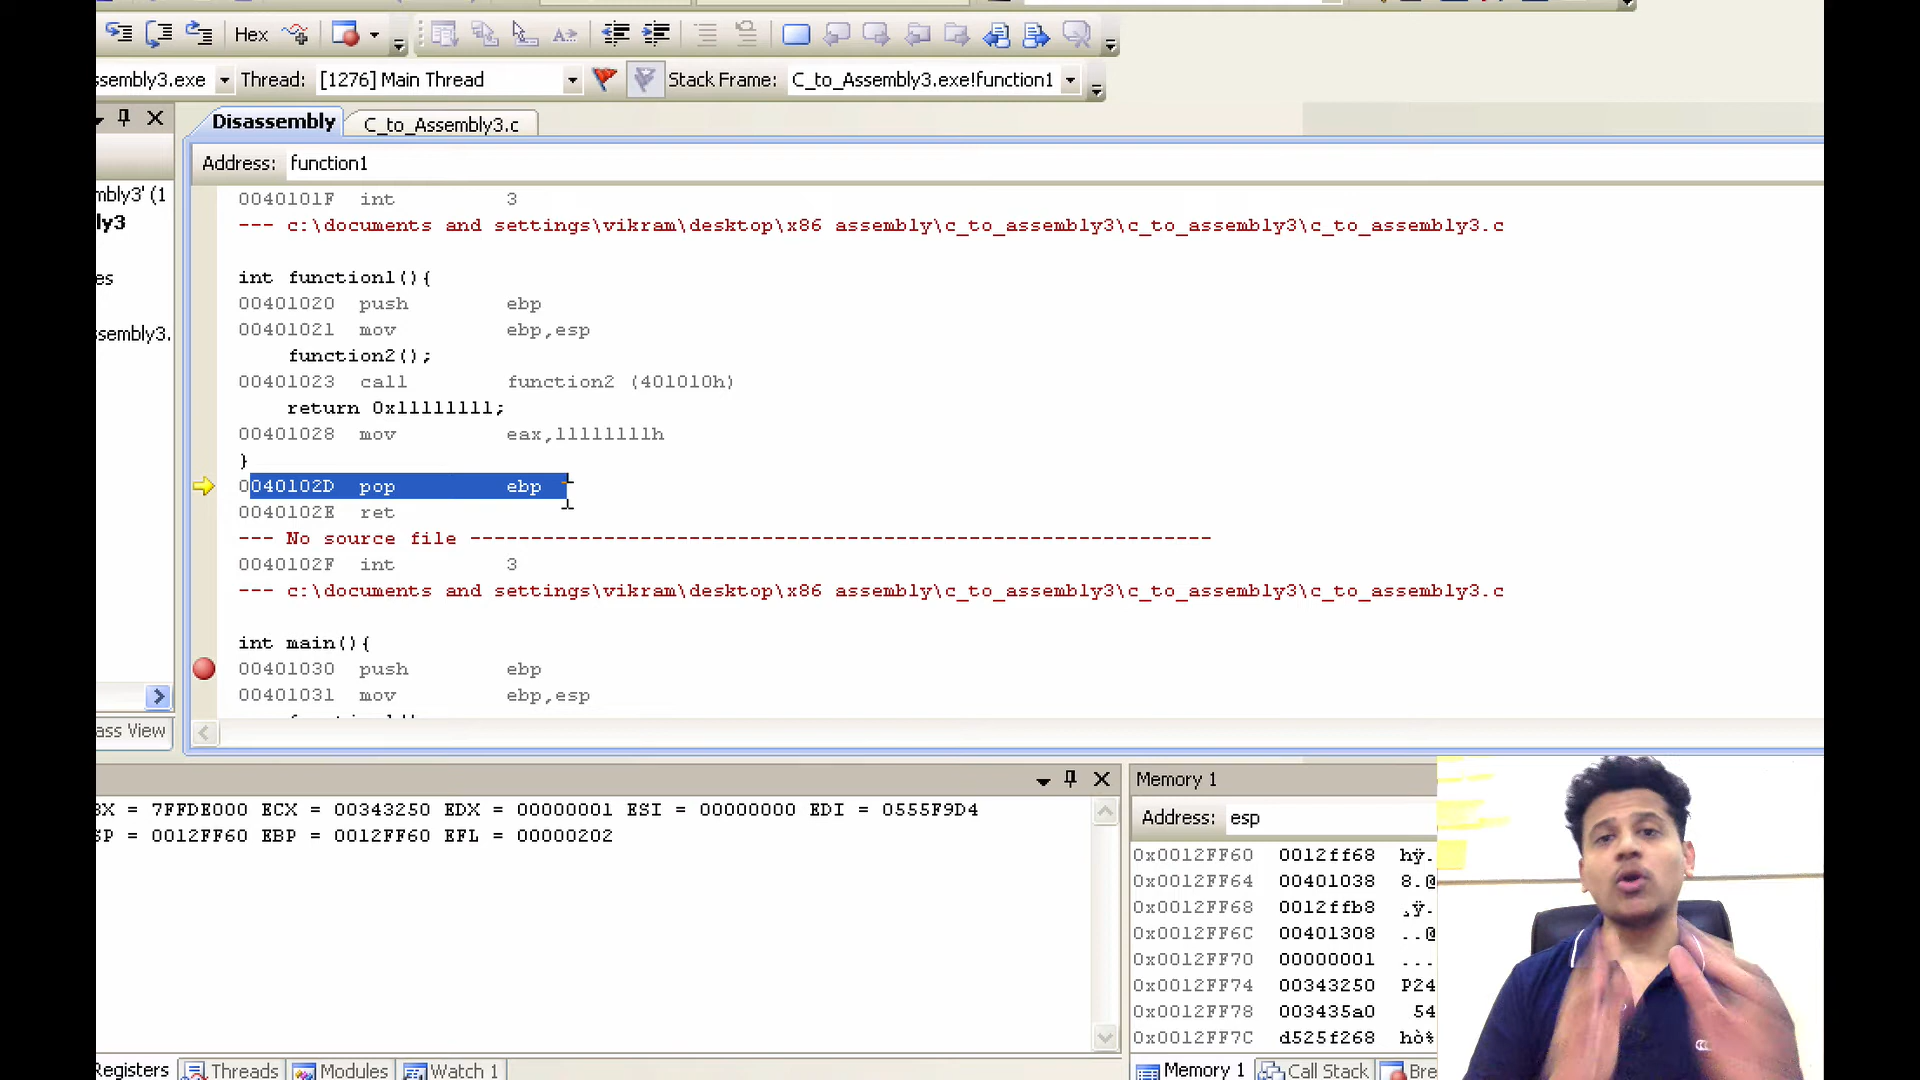 Hex
ssembly3.exe Thread: [1276] Main Thread Stack Frame: C_to_Assembly3.exe!function1
Disassembly C_to_Assembly3.c
Address: function1
0040101F int 3
--- c:\documents and settings\vikram\desktop\x86 assembly\c_to_assembly3\c_to_assembly3\c_to_assembly3.c
int function1(){
00401020 push ebp
00401021 mov ebp,esp
function2();
00401023 call function2 (401010h)
return 0x11111111;
00401028 mov eax,11111111h
}
0040102D pop ebp
0040102E ret
--- No source file --------------------------------------------------------------
0040102F int 3
--- c:\documents and settings\vikram\desktop\x86 assembly\c_to_assembly3\c_to_assembly3\c_to_assembly3.c
int main(){
00401030 push ebp
00401031 mov ebp,esp
mbly3' (1
ly3
es
ssembly3.
ass View
BX = 7FFDE000 ECX = 00343250 EDX = 00000001 ESI = 00000000 EDI = 0555F9D4
SP = 0012FF60 EBP = 0012FF60 EFL = 00000202
Registers Threads Modules Watch 1
Memory 1
Address: esp
0x0012FF60 0012ff68 hÿ.
0x0012FF64 00401038 8.@
0x0012FF68 0012ffb8 ¸ÿ.
0x0012FF6C 00401308 ..@
0x0012FF70 00000001 ...
0x0012FF74 00343250 P24
0x0012FF78 003435a0 54
0x0012FF7C d525f268 hò%
Memory 1 Call Stack Bre